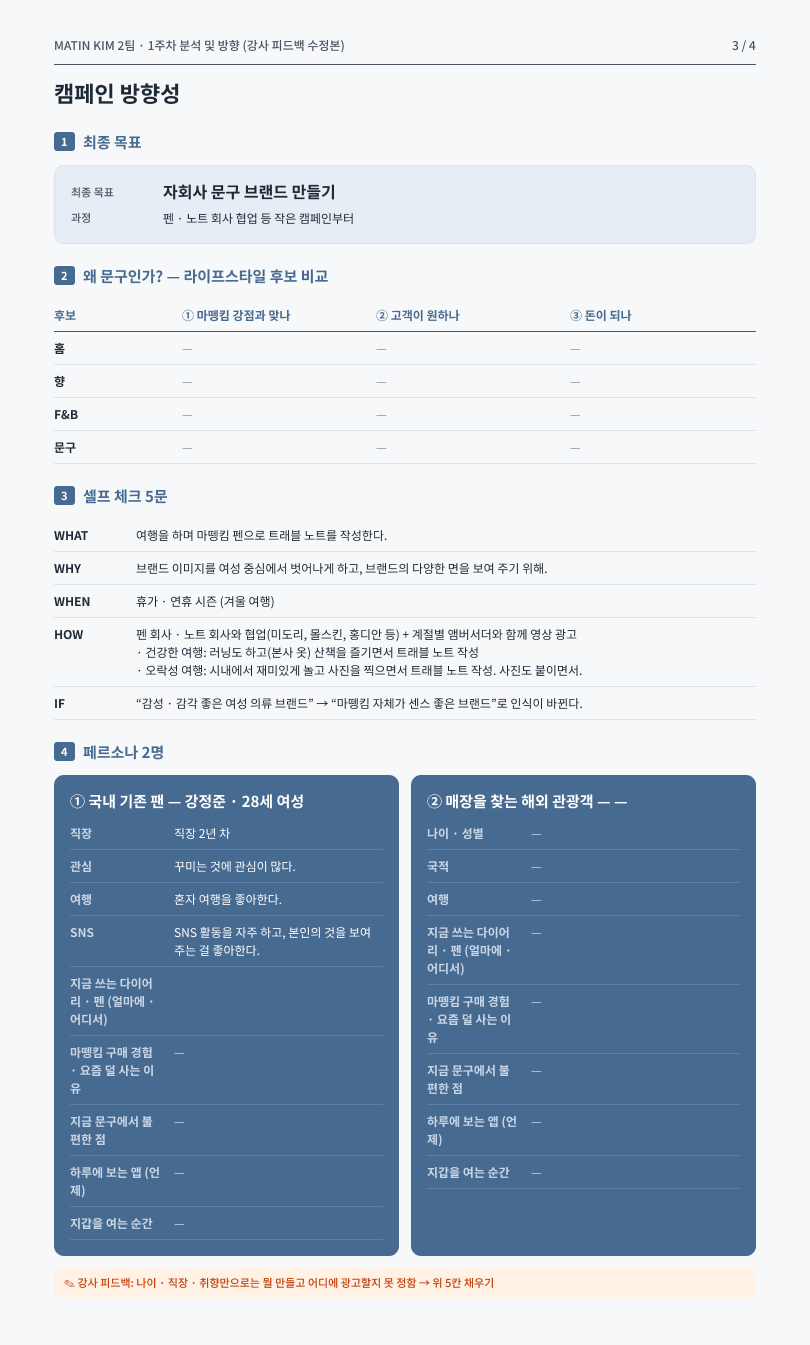 MATIN KIM 2팀 · 1주차 분석 및 방향 (강사 피드백 수정본) 3 / 4
캠페인 방향성
1 최종 목표
최종 목표 자회사 문구 브랜드 만들기
과정 펜 · 노트 회사 협업 등 작은 캠페인부터
2 왜 문구인가? — 라이프스타일 후보 비교
후보 ① 마뗑킴 강점과 맞나 ② 고객이 원하나 ③ 돈이 되나
홈 — — —
향 — — —
F&B — — —
문구 — — —
3 셀프 체크 5문
WHAT 여행을 하며 마뗑킴 펜으로 트래블 노트를 작성한다.
WHY 브랜드 이미지를 여성 중심에서 벗어나게 하고, 브랜드의 다양한 면을 보여 주기 위해.
WHEN 휴가 · 연휴 시즌 (겨울 여행)
HOW 펜 회사 · 노트 회사와 협업(미도리, 몰스킨, 홍디안 등) + 계절별 앰버서더와 함께 영상 광고
· 건강한 여행: 러닝도 하고(본사 옷) 산책을 즐기면서 트래블 노트 작성
· 오락성 여행: 시내에서 재미있게 놀고 사진을 찍으면서 트래블 노트 작성. 사진도 붙이면서.
IF “감성 · 감각 좋은 여성 의류 브랜드” → “마뗑킴 자체가 센스 좋은 브랜드”로 인식이 바뀐다.
4 페르소나 2명
① 국내 기존 팬 — 강정준 · 28세 여성
직장 직장 2년 차
관심 꾸미는 것에 관심이 많다.
여행 혼자 여행을 좋아한다.
SNS SNS 활동을 자주 하고, 본인의 것을 보여
주는 걸 좋아한다.
지금 쓰는 다이어
리 · 펜 (얼마에 ·
어디서)
마뗑킴 구매 경험 —
· 요즘 덜 사는 이
유
지금 문구에서 불 —
편한 점
하루에 보는 앱 (언 —
제)
지갑을 여는 순간 —
② 매장을 찾는 해외 관광객 — —
나이 · 성별 —
국적 —
여행 —
지금 쓰는 다이어 —
리 · 펜 (얼마에 ·
어디서)
마뗑킴 구매 경험 —
· 요즘 덜 사는 이
유
지금 문구에서 불 —
편한 점
하루에 보는 앱 (언 —
제)
지갑을 여는 순간 —
✎ 강사 피드백: 나이 · 직장 · 취향만으로는 뭘 만들고 어디에 광고할지 못 정함 → 위 5칸 채우기